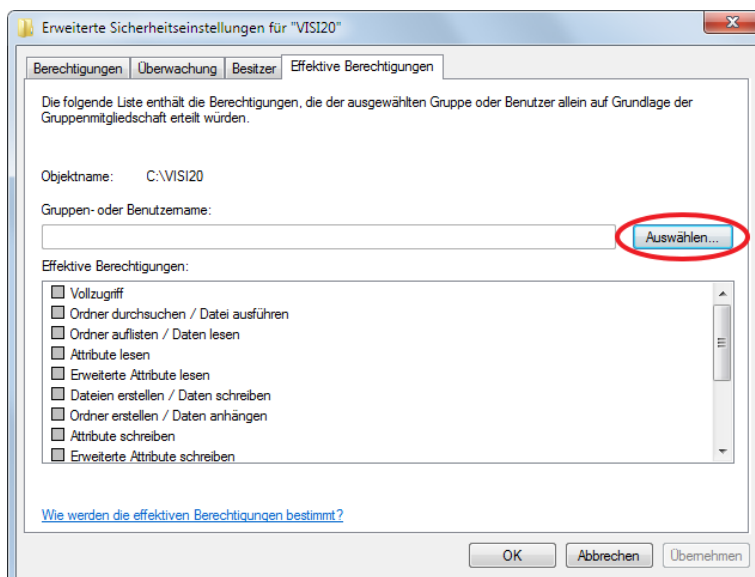 Erweiterte Sicherheitseinstellungen für "VISI20"
Berechtigungen Überwachung Besitzer Effektive Berechtigungen
Die folgende Liste enthält die Berechtigungen, die der ausgewählten Gruppe oder Benutzer allein auf Grundlage der
Gruppenmitgliedschaft erteilt würden.
Objektname: C:\VISI20
Gruppen- oder Benutzername:
Auswählen...
Effektive Berechtigungen:
Vollzugriff
Ordner durchsuchen / Datei ausführen
Ordner auflisten / Daten lesen
Attribute lesen
Erweiterte Attribute lesen
Dateien erstellen / Daten schreiben
Ordner erstellen / Daten anhängen
Attribute schreiben
Erweiterte Attribute schreiben
Wie werden die effektiven Berechtigungen bestimmt?
OK Abbrechen Übernehmen